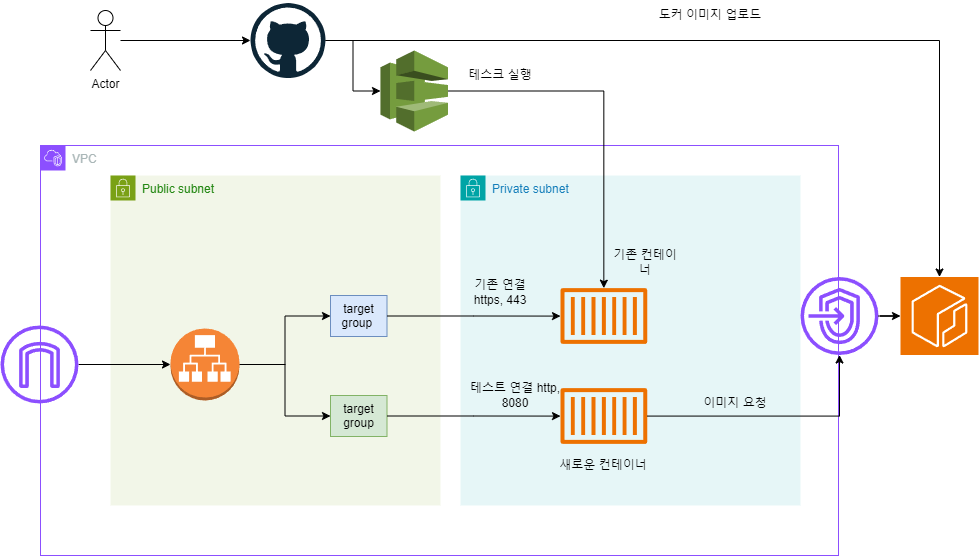 도커 이미지 업로드
Actor
테스크 실행
VPC
Public subnet
Private subnet
기존 컨테이
너
기존 연결
https, 443
target
group
테스트 연결 http,
8080
target
group
이미지 요청
새로운 컨테이너